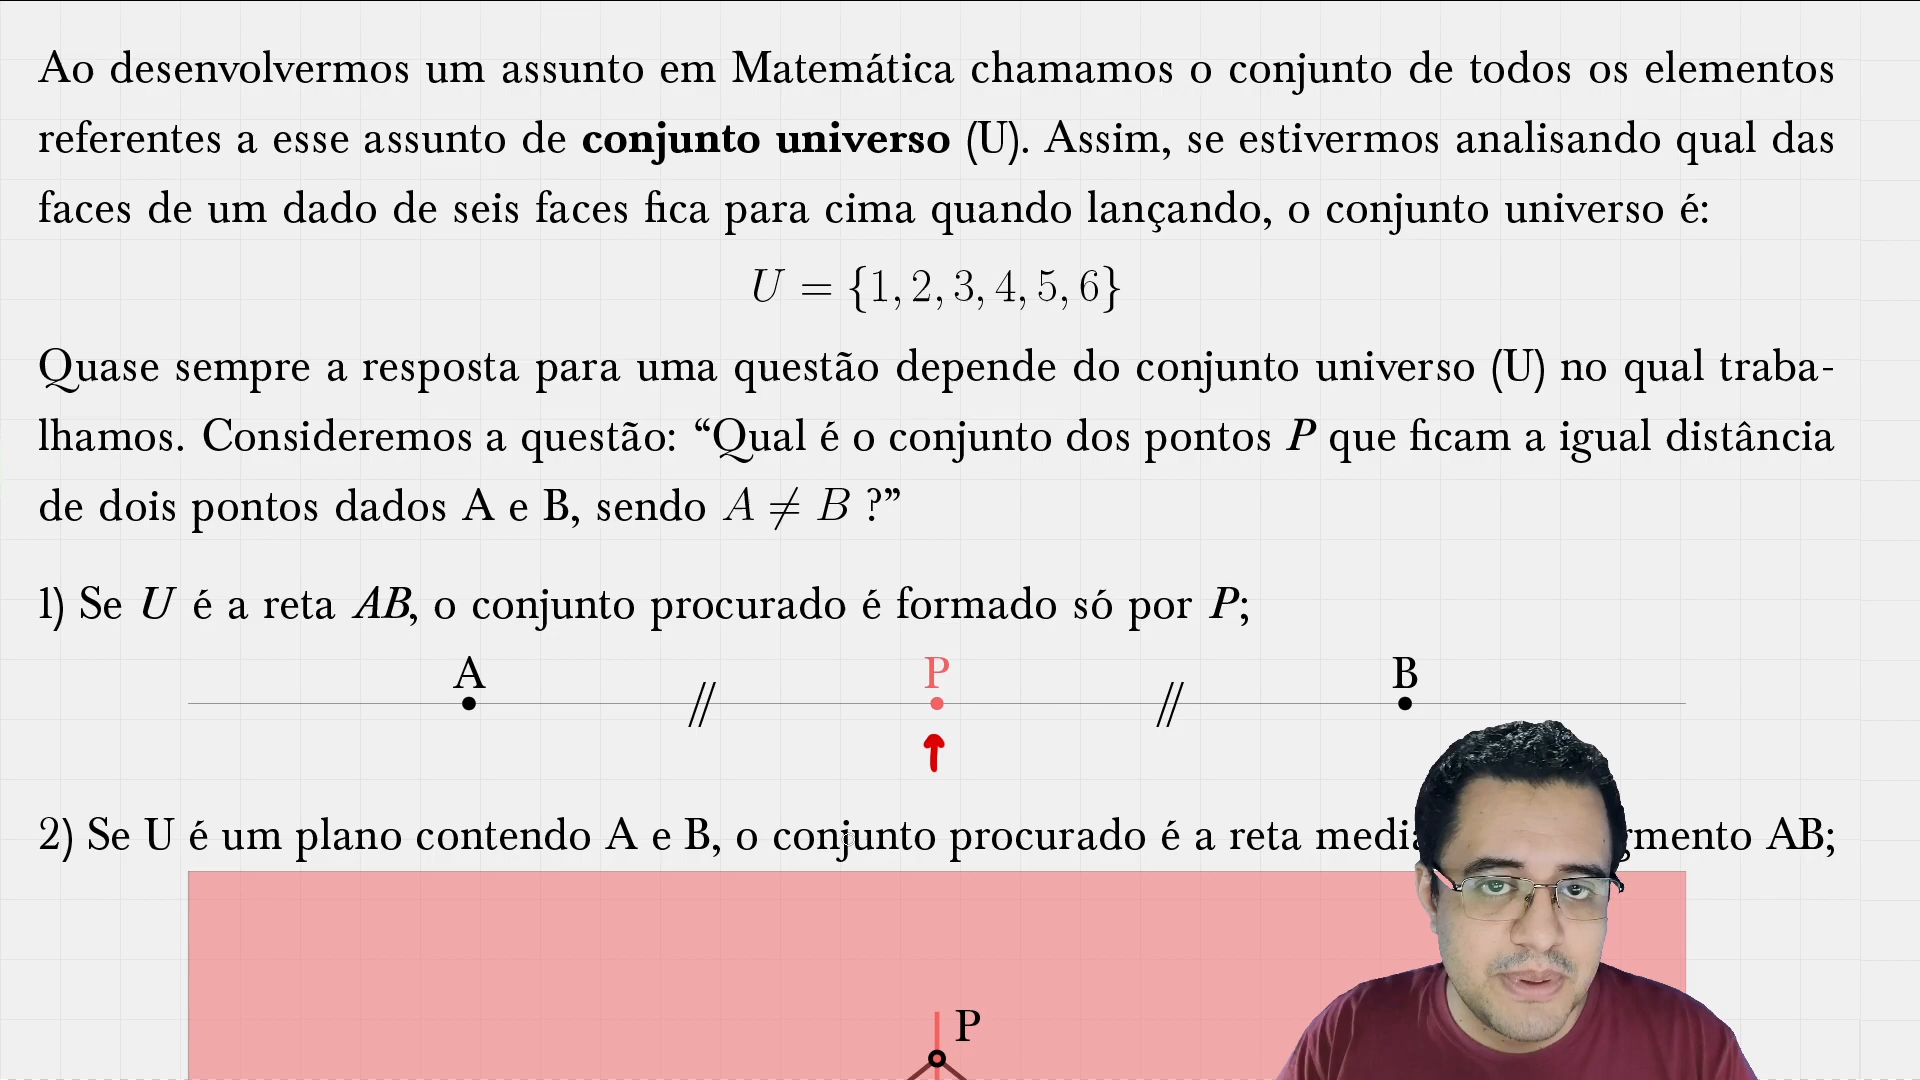 Ao desenvolvermos um assunto em Matemática chamamos o conjunto de todos os elementos
referentes a esse assunto de conjunto universo (U). Assim, se estivermos analisando qual das
faces de um dado de seis faces fica para cima quando lançando, o conjunto universo é:
U = {1, 2, 3, 4, 5, 6}
Quase sempre a resposta para uma questão depende do conjunto universo (U) no qual traba-
lhamos. Consideremos a questão: “Qual é o conjunto dos pontos P que ficam a igual distância
de dois pontos dados A e B, sendo A ≠ B ?”
1) Se U é a reta AB, o conjunto procurado é formado só por P;
A P B
2) Se U é um plano contendo A e B, o conjunto procurado é a reta AB;
P